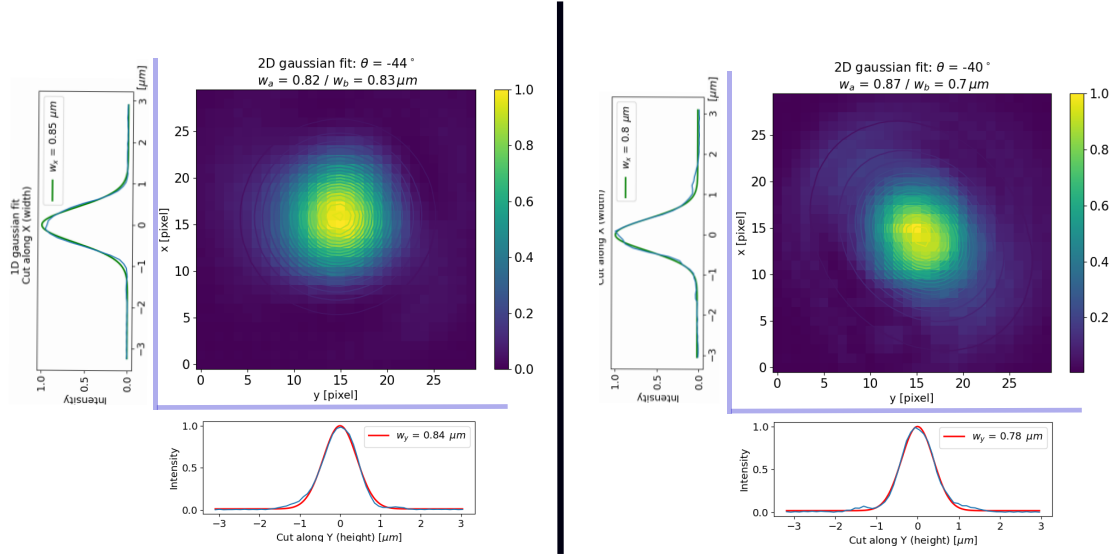 2D gaussian fit: θ = -44°
w_a = 0.82 / w_b = 0.83 μm
1D gaussian fit
Cut along X (width)
w_x = 0.85 μm
[μm]
3
2
1
0
−1
−2
−3
1.0
0.5
0.0
Intensity
x [pixel]
25
20
15
10
5
0
0 5 10 15 20 25
y [pixel]
1.0
0.8
0.6
0.4
0.2
0.0
Intensity
1.0
0.5
0.0
w_y = 0.84 μm
−3 −2 −1 0 1 2 3
Cut along Y (height) [μm]
2D gaussian fit: θ = -40°
w_a = 0.87 / w_b = 0.7 μm
Cut along X (width)
w_x = 0.8 μm
[μm]
3
2
1
0
−1
−2
−3
1.0
0.5
0.0
Intensity
x [pixel]
25
20
15
10
5
0
0 5 10 15 20 25
y [pixel]
1.0
0.8
0.6
0.4
0.2
Intensity
1.0
0.5
0.0
w_y = 0.78 μm
−3 −2 −1 0 1 2 3
Cut along Y (height) [μm]